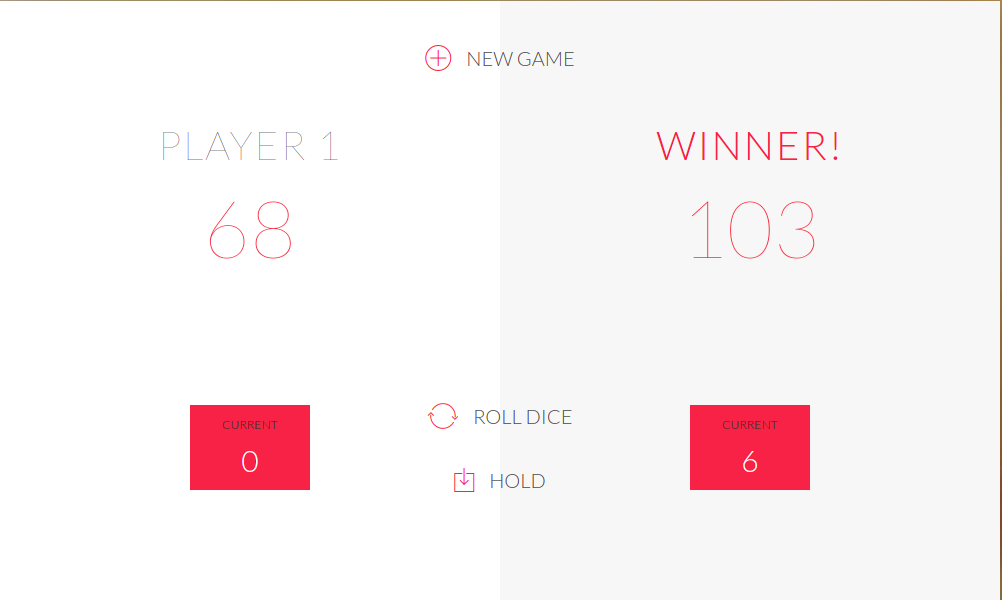 NEW GAME
PLAYER 1
68
WINNER!
103
CURRENT
0
ROLL DICE
HOLD
CURRENT
6